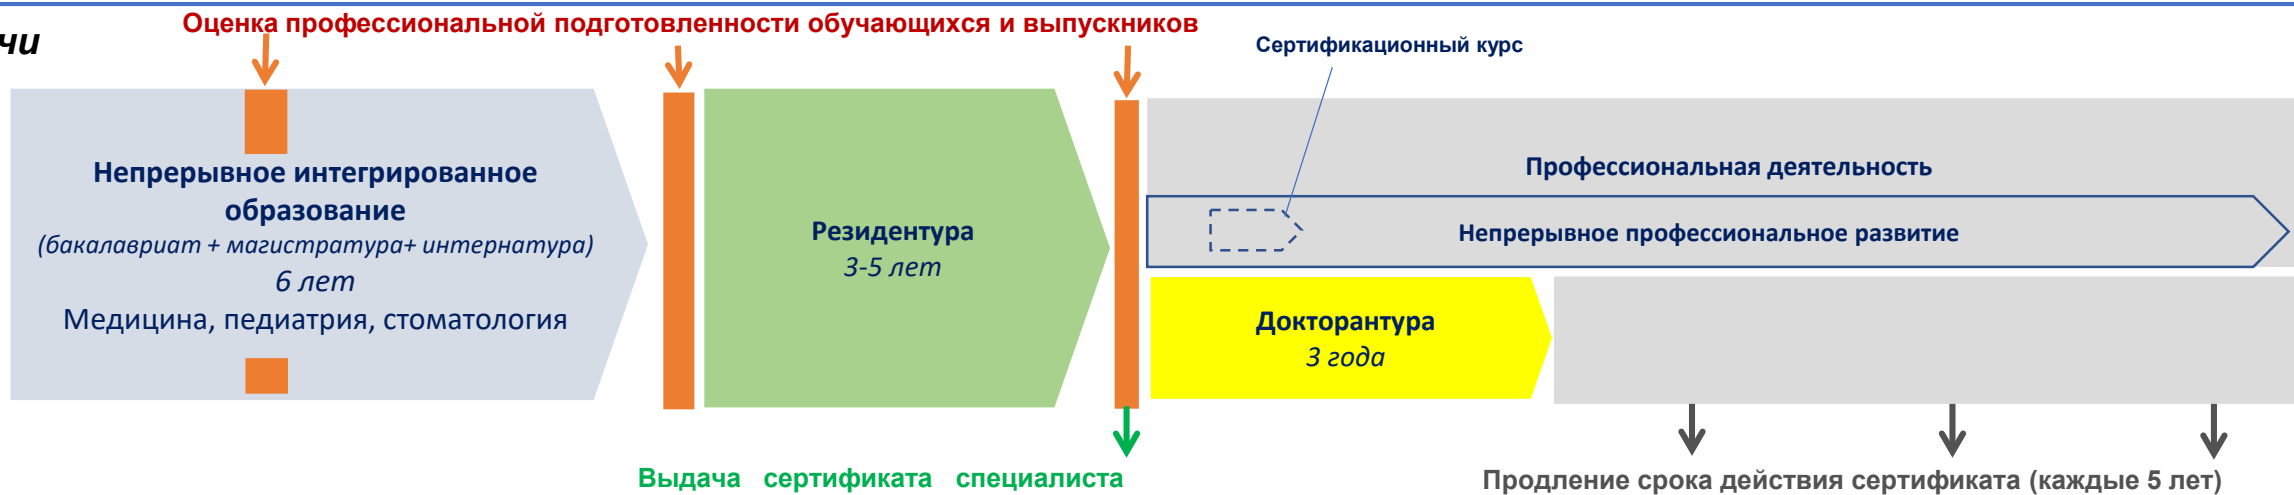 Оценка профессиональной подготовленности обучающихся и выпускников
чи
Сертификационный курс
Непрерывное интегрированное
образование
(бакалавриат + магистратура+ интернатура)
6 лет
Медицина, педиатрия, стоматология
Резидентура
3-5 лет
Профессиональная деятельность
Непрерывное профессиональное развитие
Докторантура
3 года
Выдача сертификата специалиста
Продление срока действия сертификата (каждые 5 лет)